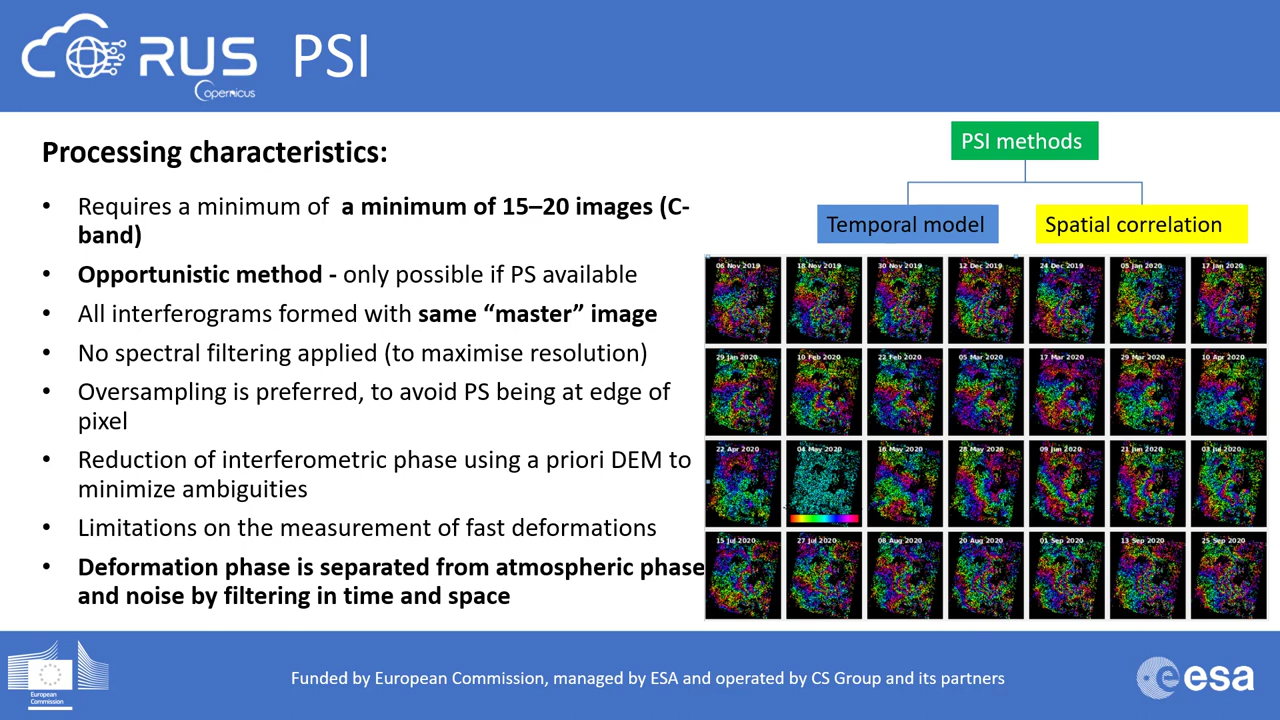 RUS PSI
Copernicus
Processing characteristics:
• Requires a minimum of a minimum of 15–20 images (C-
band)
• Opportunistic method - only possible if PS available
• All interferograms formed with same “master” image
• No spectral filtering applied (to maximise resolution)
• Oversampling is preferred, to avoid PS being at edge of
pixel
• Reduction of interferometric phase using a priori DEM to
minimize ambiguities
• Limitations on the measurement of fast deformations
• Deformation phase is separated from atmospheric phase
and noise by filtering in time and space
PSI methods
Temporal model
Spatial correlation
06 Nov 2019
18 Nov 2019
30 Nov 2019
12 Dec 2019
24 Dec 2019
05 Jan 2020
17 Jan 2020
29 Jan 2020
10 Feb 2020
22 Feb 2020
05 Mar 2020
17 Mar 2020
29 Mar 2020
10 Apr 2020
22 Apr 2020
04 May 2020
16 May 2020
28 May 2020
09 Jun 2020
21 Jun 2020
03 Jul 2020
15 Jul 2020
27 Jul 2020
08 Aug 2020
20 Aug 2020
01 Sep 2020
13 Sep 2020
25 Sep 2020
European
Commission
Funded by European Commission, managed by ESA and operated by CS Group and its partners
esa